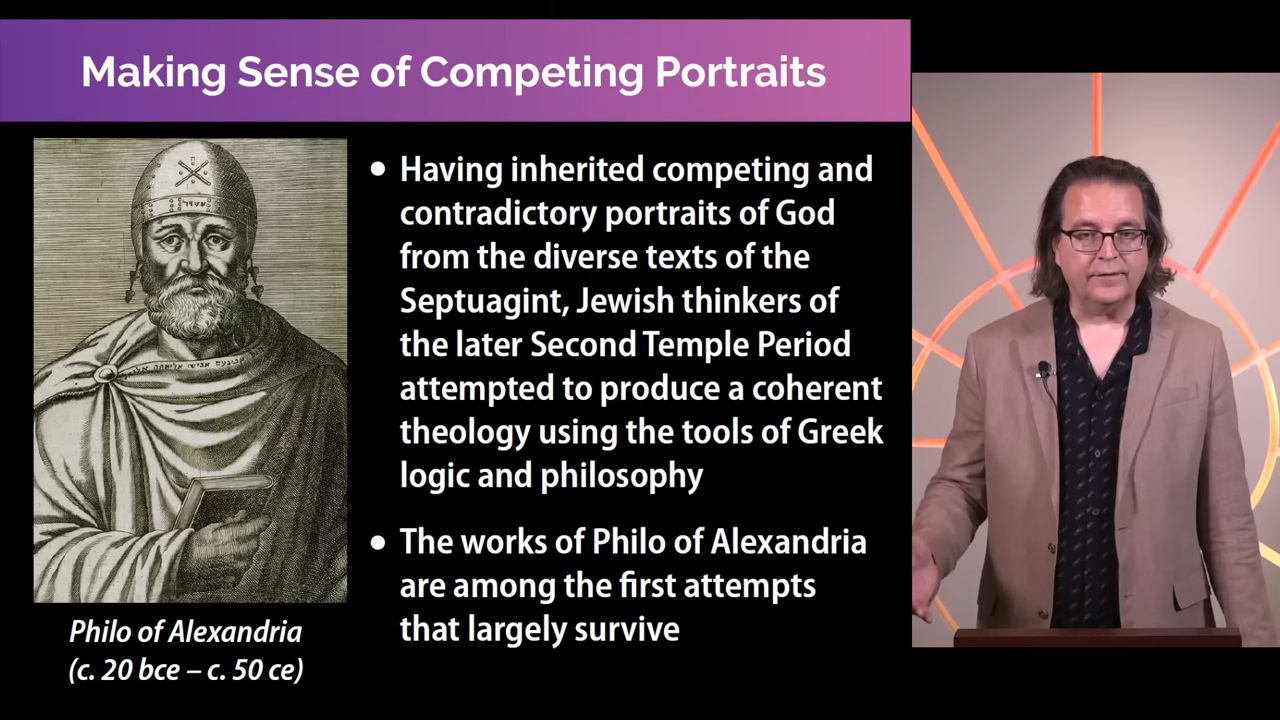 Making Sense of Competing Portraits
• Having inherited competing and
contradictory portraits of God
from the diverse texts of the
Septuagint, Jewish thinkers of
the later Second Temple Period
attempted to produce a coherent
theology using the tools of Greek
logic and philosophy
• The works of Philo of Alexandria
are among the first attempts
that largely survive
Philo of Alexandria
(c. 20 bce – c. 50 ce)